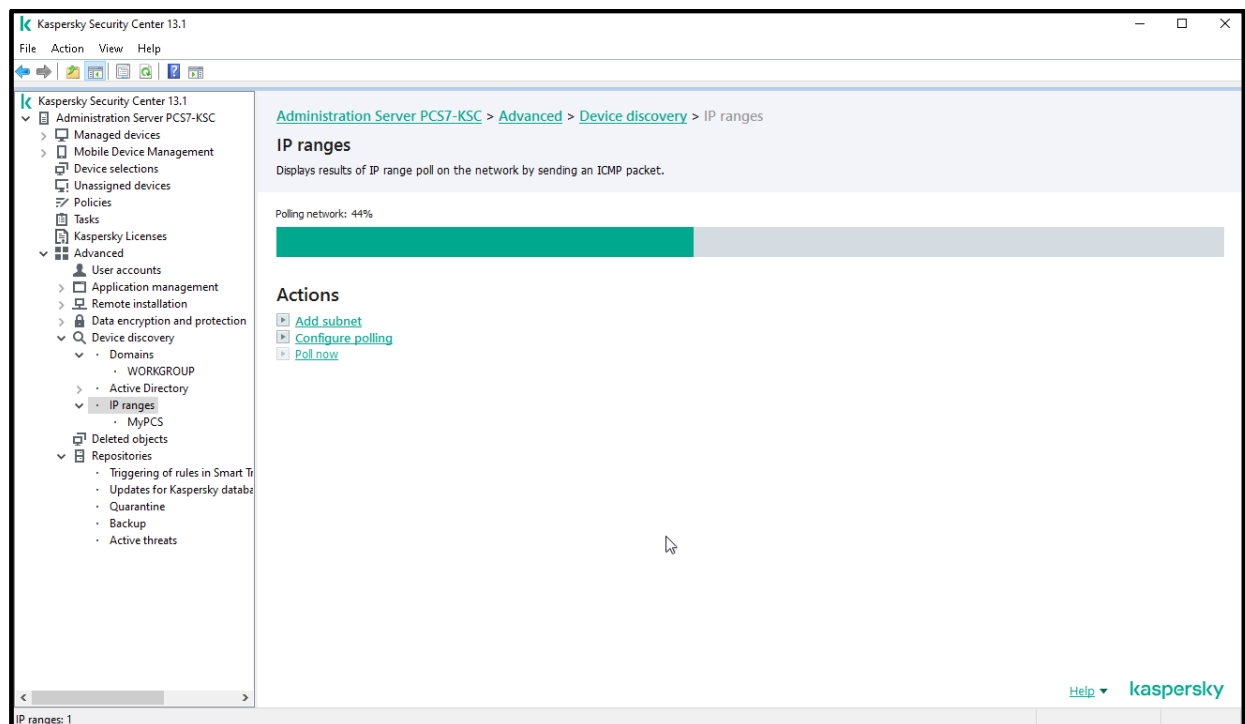 Kaspersky Security Center 13.1
File Action View Help
Kaspersky Security Center 13.1
Administration Server PCS7-KSC
Managed devices
Mobile Device Management
Device selections
Unassigned devices
Policies
Tasks
Kaspersky Licenses
Advanced
User accounts
Application management
Remote installation
Data encryption and protection
Device discovery
Domains
WORKGROUP
Active Directory
IP ranges
MyPCS
Deleted objects
Repositories
Triggering of rules in Smart Tr
Updates for Kaspersky databa
Quarantine
Backup
Active threats
Administration Server PCS7-KSC > Advanced > Device discovery > IP ranges
IP ranges
Displays results of IP range poll on the network by sending an ICMP packet.
Polling network: 44%
Actions
Add subnet
Configure polling
Poll now
Help kaspersky
IP ranges: 1